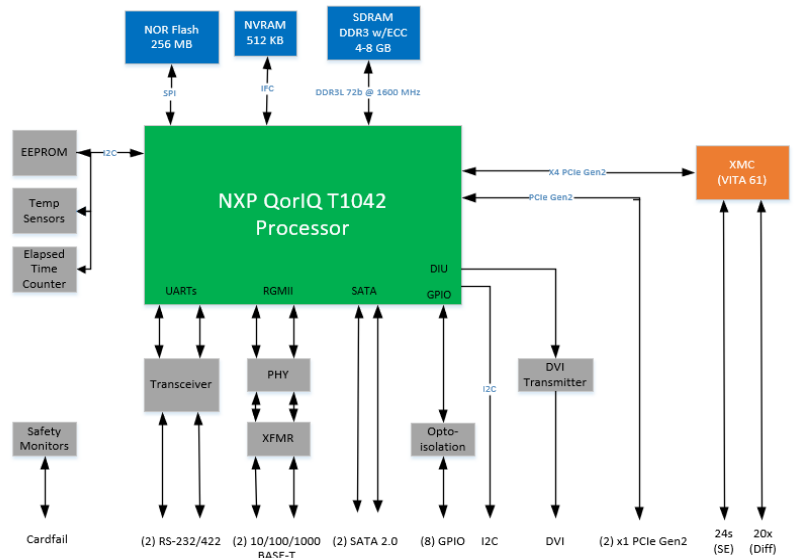 NOR Flash
256 MB
NVRAM
512 KB
SDRAM
DDR3 w/ECC
4-8 GB
SPI
IFC
DDR3L 72b @ 1600 MHz
EEPROM
I2C
Temp
Sensors
Elapsed
Time
Counter
NXP QorIQ T1042
Processor
X4 PCIe Gen2
PCIe Gen2
XMC
(VITA 61)
DIU
UARTs
RGMII
SATA
GPIO
Transceiver
PHY
XFMR
Opto-
isolation
I2C
DVI
Transmitter
Safety
Monitors
Cardfail
(2) RS-232/422
(2) 10/100/1000
BASE-T
(2) SATA 2.0
(8) GPIO
I2C
DVI
(2) x1 PCIe Gen2
24s
(SE)
20x
(Diff)